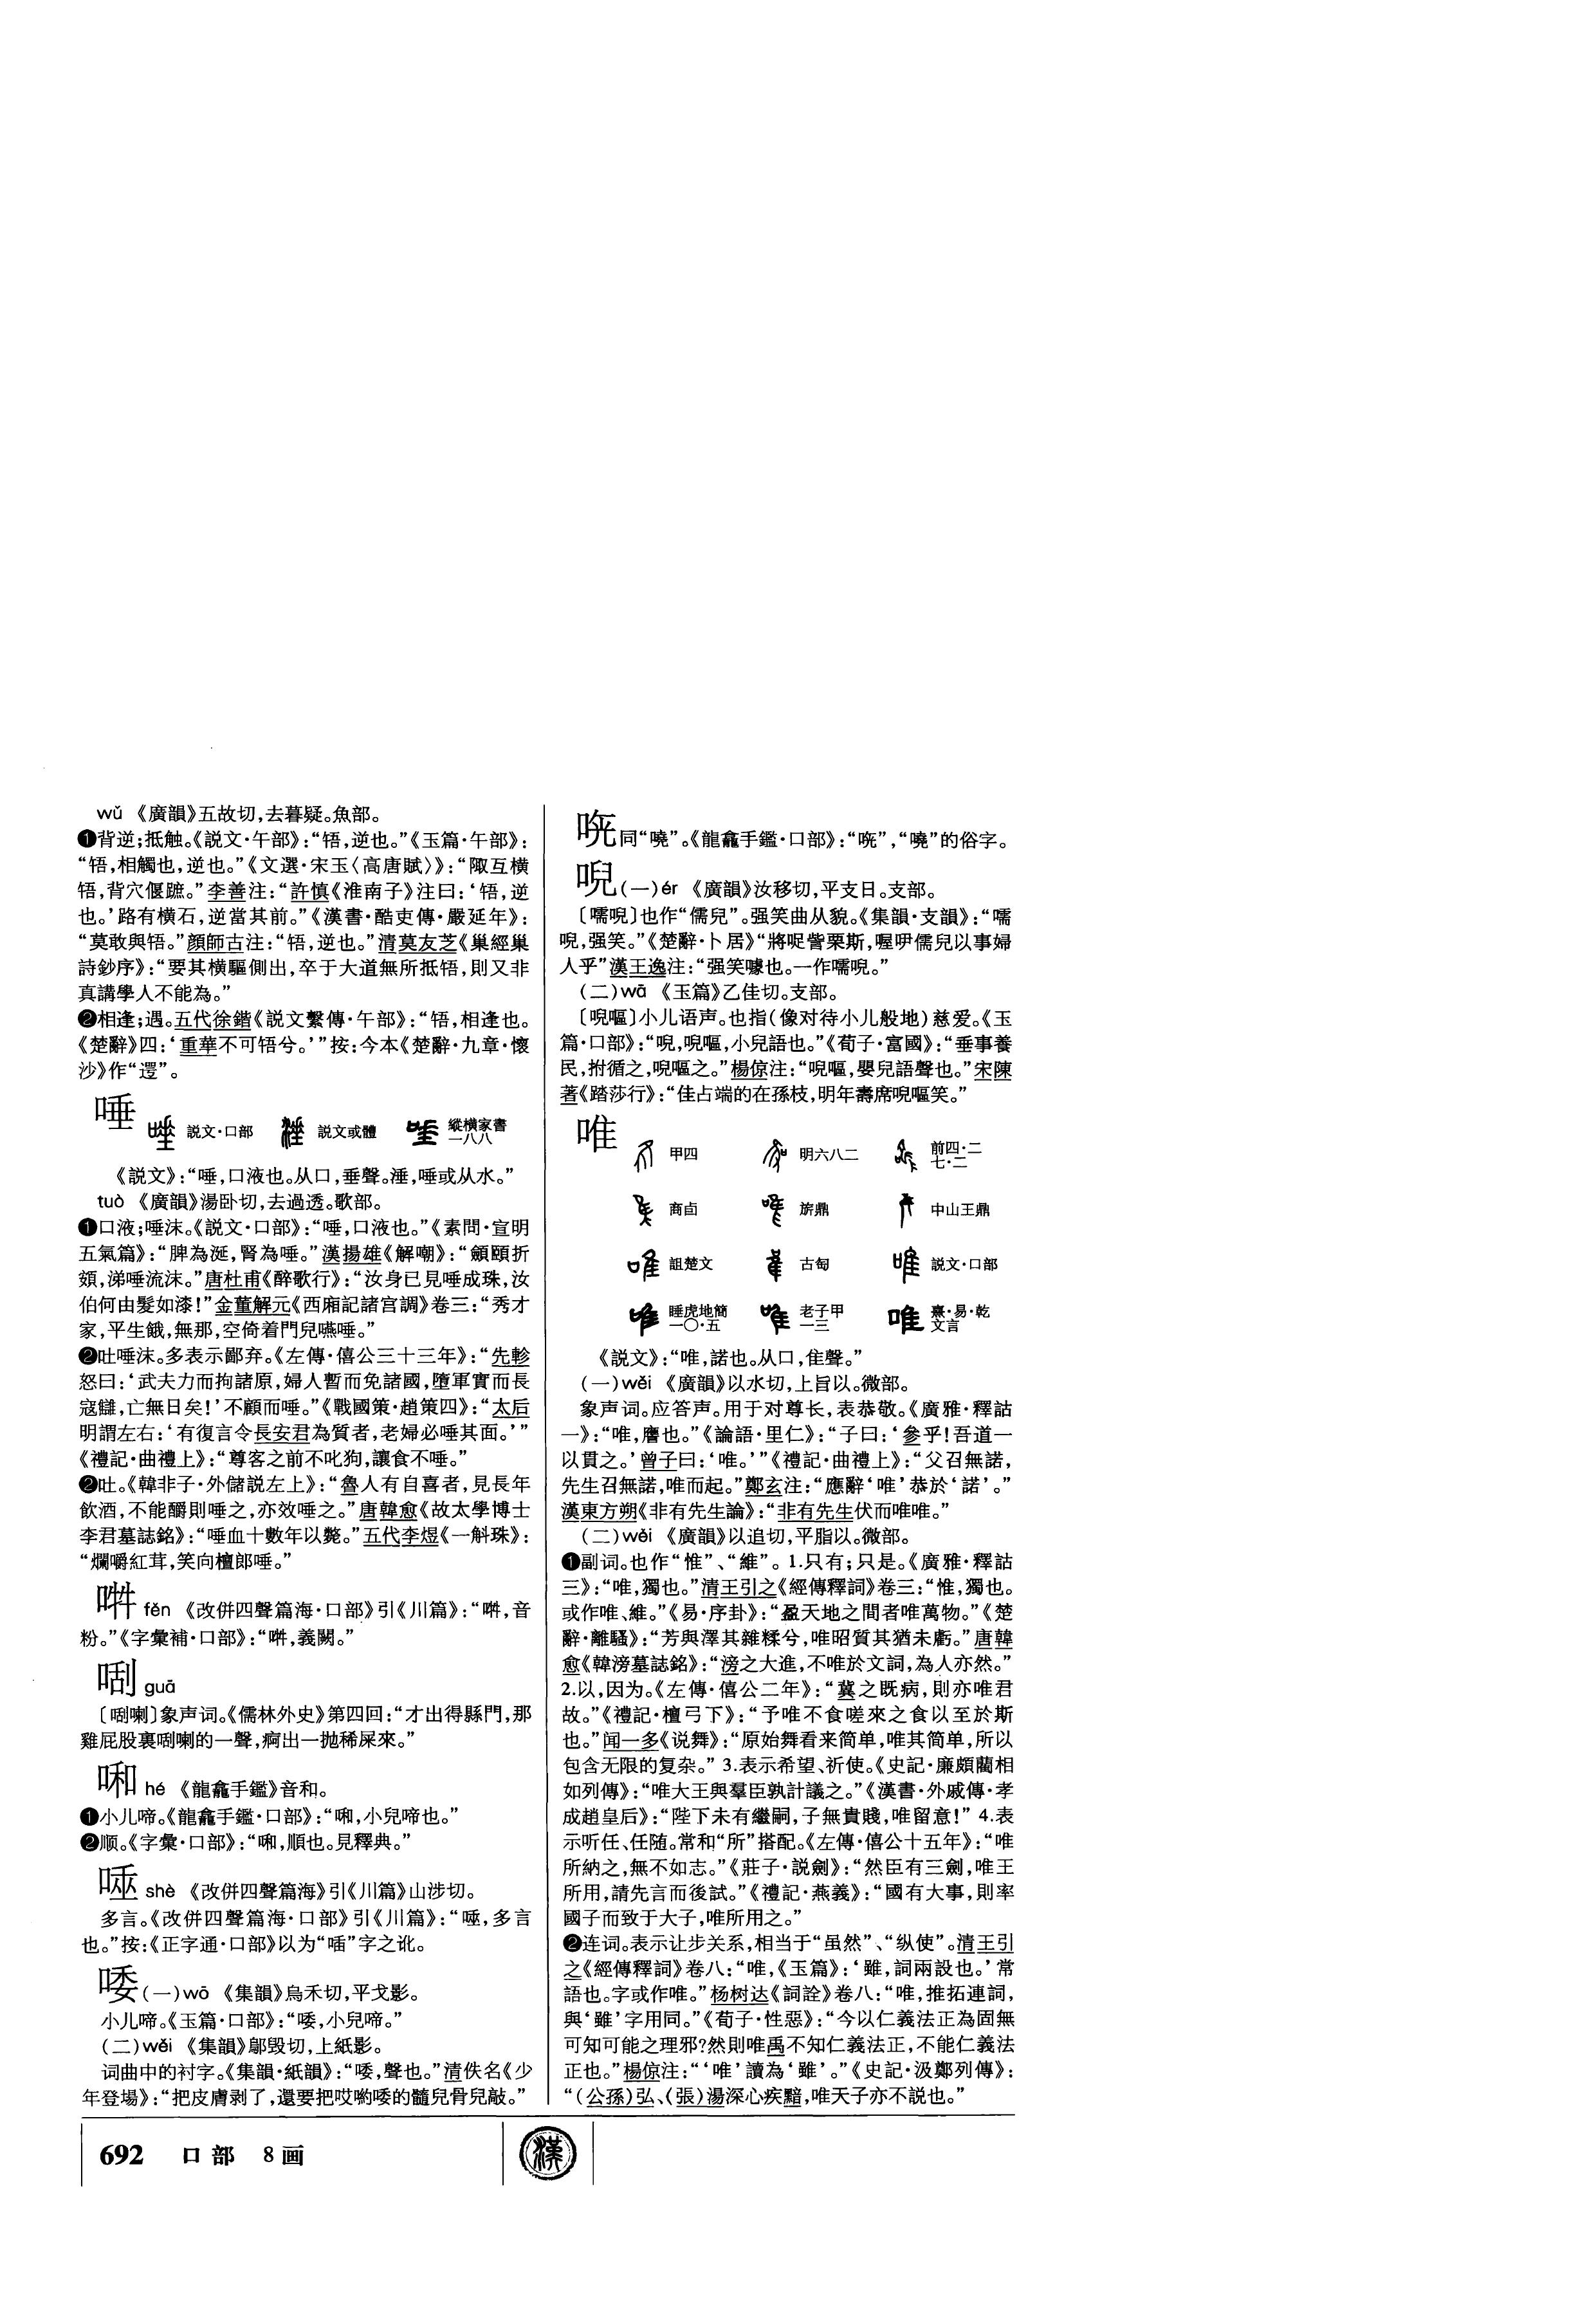 wǔ 《廣韻》五故切,去暮疑。魚部。
❶背逆;抵触。《説文·午部》:“啎,逆也。”《玉篇·午部》:
“啎,相觸也,逆也。”《文選·宋玉〈高唐賦〉》:“陬互横
啎,背穴偃蹠。”李善注:“許慎《淮南子》注曰:‘啎,逆
也。’路有横石,逆當其前。”《漢書·酷吏傳·嚴延年》:
“莫敢與啎。”顔師古注:“啎,逆也。”清莫友芝《巢經巢
詩鈔序》:“要其横驅側出,卒于大道無所抵啎,則又非
真講學人不能為。”
❷相逢;遇。五代徐鍇《説文繫傳·午部》:“啎,相逢也。
《楚辭》四:‘重華不可啎兮。’”按:今本《楚辭·九章·懷
沙》作“遻”。
唾 説文·口部 説文或體 縱横家書
一八八
《説文》:“唾,口液也。从口,垂聲。涶,唾或从水。”
tuò 《廣韻》湯卧切,去過透。歌部。
❶口液;唾沫。《説文·口部》:“唾,口液也。”《素問·宣明
五氣篇》:“脾為涎,腎為唾。”漢揚雄《解嘲》:“顩頤折
頞,涕唾流沫。”唐杜甫《醉歌行》:“汝身已見唾成珠,汝
伯何由髮如漆!”金董解元《西廂記諸宫調》卷三:“秀才
家,平生餓,無那,空倚着門兒嚥唾。”
❷吐唾沫。多表示鄙弃。《左傳·僖公三十三年》:“先軫
怒曰:‘武夫力而拘諸原,婦人暫而免諸國,墮軍實而長
寇讎,亡無日矣!’不顧而唾。”《戰國策·趙策四》:“太后
明謂左右:‘有復言令長安君為質者,老婦必唾其面。’”
《禮記·曲禮上》:“尊客之前不叱狗,讓食不唾。”
❷吐。《韓非子·外儲説左上》:“魯人有自喜者,見長年
飲酒,不能釂則唾之,亦效唾之。”唐韓愈《故太學博士
李君墓誌銘》:“唾血十數年以斃。”五代李煜《一斛珠》:
“爛嚼紅茸,笑向檀郎唾。”
fěn 《改併四聲篇海·口部》引《川篇》:“,音
粉。”《字彙補·口部》:“,義闕。”
guā
〔喇〕象声词。《儒林外史》第四回:“才出得縣門,那
雞屁股裏喇的一聲,痾出一抛稀屎來。”
啝 hé 《龍龕手鑑》音和。
❶小儿啼。《龍龕手鑑·口部》:“啝,小兒啼也。”
❷顺。《字彙·口部》:“啝,順也。見釋典。”
shè 《改併四聲篇海》引《川篇》山涉切。
多言。《改併四聲篇海·口部》引《川篇》:“,多言
也。”按:《正字通·口部》以为“”字之讹。
唩 (一)wō 《集韻》烏禾切,平戈影。
小儿啼。《玉篇·口部》:“唩,小兒啼。”
(二)wěi 《集韻》鄔毁切,上紙影。
词曲中的衬字。《集韻·紙韻》:“唩,聲也。”清佚名《少
年登場》:“把皮膚剥了,還要把哎喲唩的髓兒骨兒敲。”
同“嘵”。《龍龕手鑑·口部》:“”,“嘵”的俗字。
唲 (一)ér 《廣韻》汝移切,平支日。支部。
〔嚅唲〕也作“儒兒”。强笑曲从貌。《集韻·支韻》:“嚅
唲,强笑。”《楚辭·卜居》“將哫訾栗斯,喔咿儒兒以事婦
人乎”漢王逸注:“强笑噱也。一作嚅唲。”
(二)wā 《玉篇》乙佳切。支部。
〔唲嘔〕小儿语声。也指(像对待小儿般地)慈爱。《玉
篇·口部》:“唲,唲嘔,小兒語也。”《荀子·富國》:“垂事養
民,拊循之,唲嘔之。”楊倞注:“唲嘔,嬰兒語聲也。”宋陳
著《踏莎行》:“佳占端的在孫枝,明年壽席唲嘔笑。”
唯 甲四 明六八二 前四·二
七·二
商卣 旂鼎 中山王鼎
詛楚文 古匋 説文·口部
睡虎地簡
一〇·五 老子甲
一三 熹·易·乾
文言
《説文》:“唯,諾也。从口,隹聲。”
(一)wěi 《廣韻》以水切,上旨以。微部。
象声词。应答声。用于对尊长,表恭敬。《廣雅·釋詁
一》:“唯,譍也。”《論語·里仁》:“子曰:‘參乎!吾道一
以貫之。’曾子曰:‘唯。’”《禮記·曲禮上》:“父召無諾,
先生召無諾,唯而起。”鄭玄注:“應辭‘唯’恭於‘諾’。”
漢東方朔《非有先生論》:“非有先生伏而唯唯。”
(二)wěi 《廣韻》以追切,平脂以。微部。
❶副词。也作“惟”、“維”。1.只有;只是。《廣雅·釋詁
三》:“唯,獨也。”清王引之《經傳釋詞》卷三:“惟,獨也。
或作唯、維。”《易·序卦》:“盈天地之間者唯萬物。”《楚
辭·離騷》:“芳與澤其雜糅兮,唯昭質其猶未虧。”唐韓
愈《韓滂墓誌銘》:“滂之大進,不唯於文詞,為人亦然。”
2.以,因为。《左傳·僖公二年》:“冀之既病,則亦唯君
故。”《禮記·檀弓下》:“予唯不食嗟來之食以至於斯
也。”闻一多《说舞》:“原始舞看来简单,唯其简单,所以
包含无限的复杂。” 3.表示希望、祈使。《史記·廉頗藺相
如列傳》:“唯大王與羣臣孰計議之。”《漢書·外戚傳·孝
成趙皇后》:“陛下未有繼嗣,子無貴賤,唯留意!” 4.表
示听任、任随。常和“所”搭配。《左傳·僖公十五年》:“唯
所納之,無不如志。”《莊子·説劍》:“然臣有三劍,唯王
所用,請先言而後試。”《禮記·燕義》:“國有大事,則率
國子而致于大子,唯所用之。”
❷连词。表示让步关系,相当于“虽然”、“纵使”。清王引
之《經傳釋詞》卷八:“唯,《玉篇》:‘雖,詞兩設也。’常
語也。字或作唯。”杨树达《詞詮》卷八:“唯,推拓連詞,
與‘雖’字用同。”《荀子·性惡》:“今以仁義法正為固無
可知可能之理邪?然則唯禹不知仁義法正,不能仁義法
正也。”楊倞注:“‘唯’讀為‘雖’。”《史記·汲鄭列傳》:
“(公孫)弘、(張)湯深心疾黯,唯天子亦不説也。”
692 口部 8画
漢